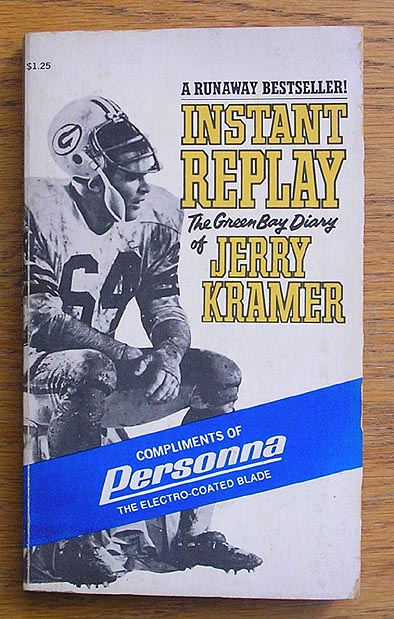 $1.25
A RUNAWAY BESTSELLER!
INSTANT
REPLAY
The Green Bay Diary
of JERRY
KRAMER
G
64
COMPLIMENTS OF
Personna
THE ELECTRO-COATED BLADE